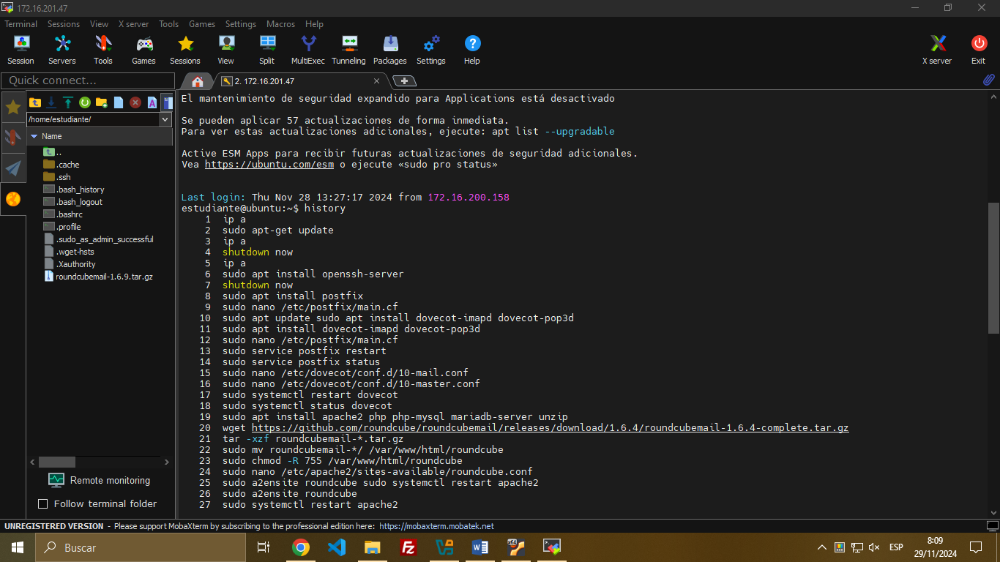 172.16.201.47
Terminal Sessions View X server Tools Games Settings Macros Help
Session Servers Tools Games Sessions View Split MultiExec Tunneling Packages Settings Help X server Exit
Quick connect...
2. 172.16.201.47
/home/estudiante/
Name
..
.cache
.ssh
.bash_history
.bash_logout
.bashrc
.profile
.sudo_as_admin_successful
.wget-hsts
.Xauthority
roundcubemail-1.6.9.tar.gz
Remote monitoring
Follow terminal folder
El mantenimiento de seguridad expandido para Applications está desactivado
Se pueden aplicar 57 actualizaciones de forma inmediata.
Para ver estas actualizaciones adicionales, ejecute: apt list --upgradable
Active ESM Apps para recibir futuras actualizaciones de seguridad adicionales.
Vea https://ubuntu.com/esm o ejecute «sudo pro status»
Last login: Thu Nov 28 13:27:17 2024 from 172.16.200.158
estudiante@ubuntu:~$ history
1 ip a
2 sudo apt-get update
3 ip a
4 shutdown now
5 ip a
6 sudo apt install openssh-server
7 shutdown now
8 sudo apt install postfix
9 sudo nano /etc/postfix/main.cf
10 sudo apt update sudo apt install dovecot-imapd dovecot-pop3d
11 sudo apt install dovecot-imapd dovecot-pop3d
12 sudo nano /etc/postfix/main.cf
13 sudo service postfix restart
14 sudo service postfix status
15 sudo nano /etc/dovecot/conf.d/10-mail.conf
16 sudo nano /etc/dovecot/conf.d/10-master.conf
17 sudo systemctl restart dovecot
18 sudo systemctl status dovecot
19 sudo apt install apache2 php php-mysql mariadb-server unzip
20 wget https://github.com/roundcube/roundcubemail/releases/download/1.6.4/roundcubemail-1.6.4-complete.tar.gz
21 tar -xzf roundcubemail-*.tar.gz
22 sudo mv roundcubemail-*/ /var/www/html/roundcube
23 sudo chmod -R 755 /var/www/html/roundcube
24 sudo nano /etc/apache2/sites-available/roundcube.conf
25 sudo a2ensite roundcube sudo systemctl restart apache2
26 sudo a2ensite roundcube
27 sudo systemctl restart apache2
UNREGISTERED VERSION - Please support MobaXterm by subscribing to the professional edition here: https://mobaxterm.mobatek.net
Buscar
ESP
8:09
29/11/2024